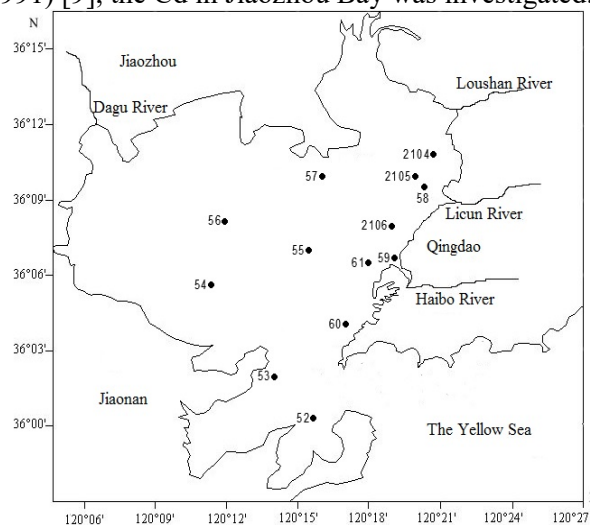 991) [9], the Cd in Jiaozhou Bay was investigated.
N
36°15'
Jiaozhou
Loushan River
Dagu River
36°12'
2104
57
2105
58
36°09'
Licun River
56
2106
Qingdao
55
59
61
36°06'
54
Haibo River
60
36°03'
53
Jiaonan
52
36°00'
The Yellow Sea
120°06'
120°09'
120°12'
120°15'
120°18'
120°21'
120°24'
120°27